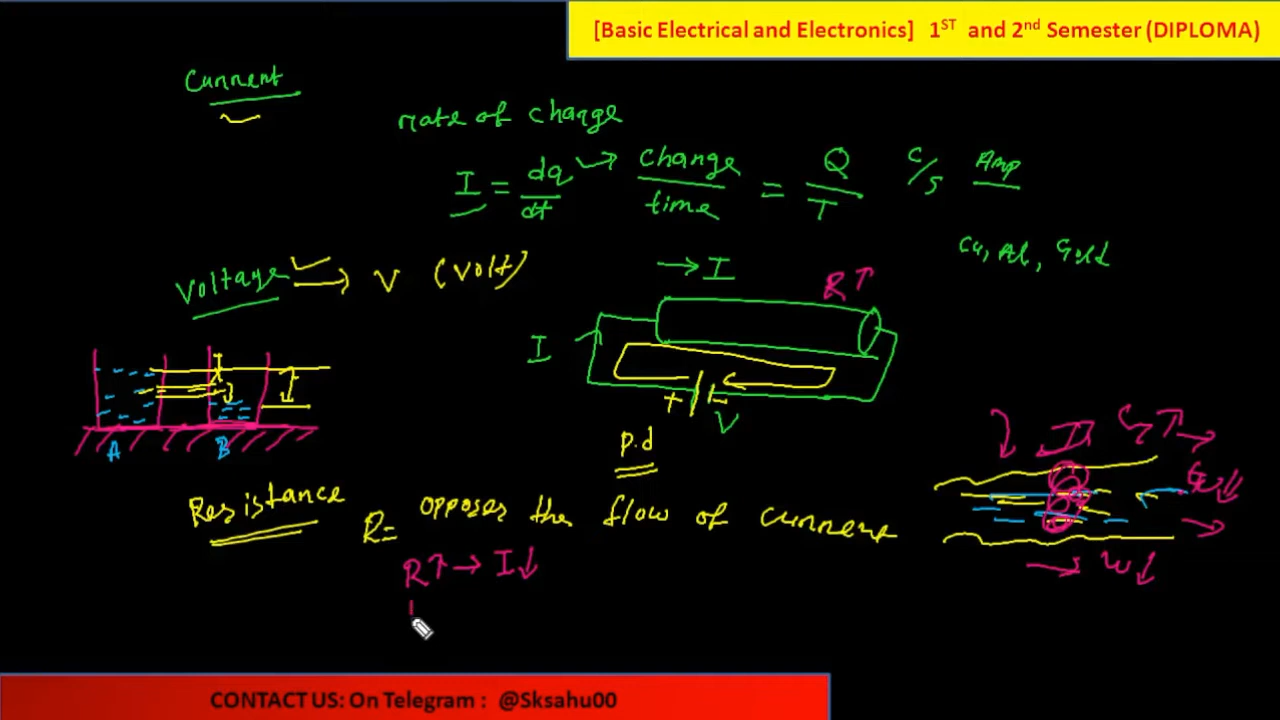 [Basic Electrical and Electronics] 1ST and 2nd Semester (DIPLOMA)
Current
rate of change
I = dq/dt → change/time = Q/T C/S Amp
Cu, Al, Gold
Voltage → V (Volt)
→ I
R↑
I
+ -
V
p.d
A B
Resistance
R= opposes the flow of current
R↑ → I↓
→ w↓
CONTACT US: On Telegram : @Sksahu00